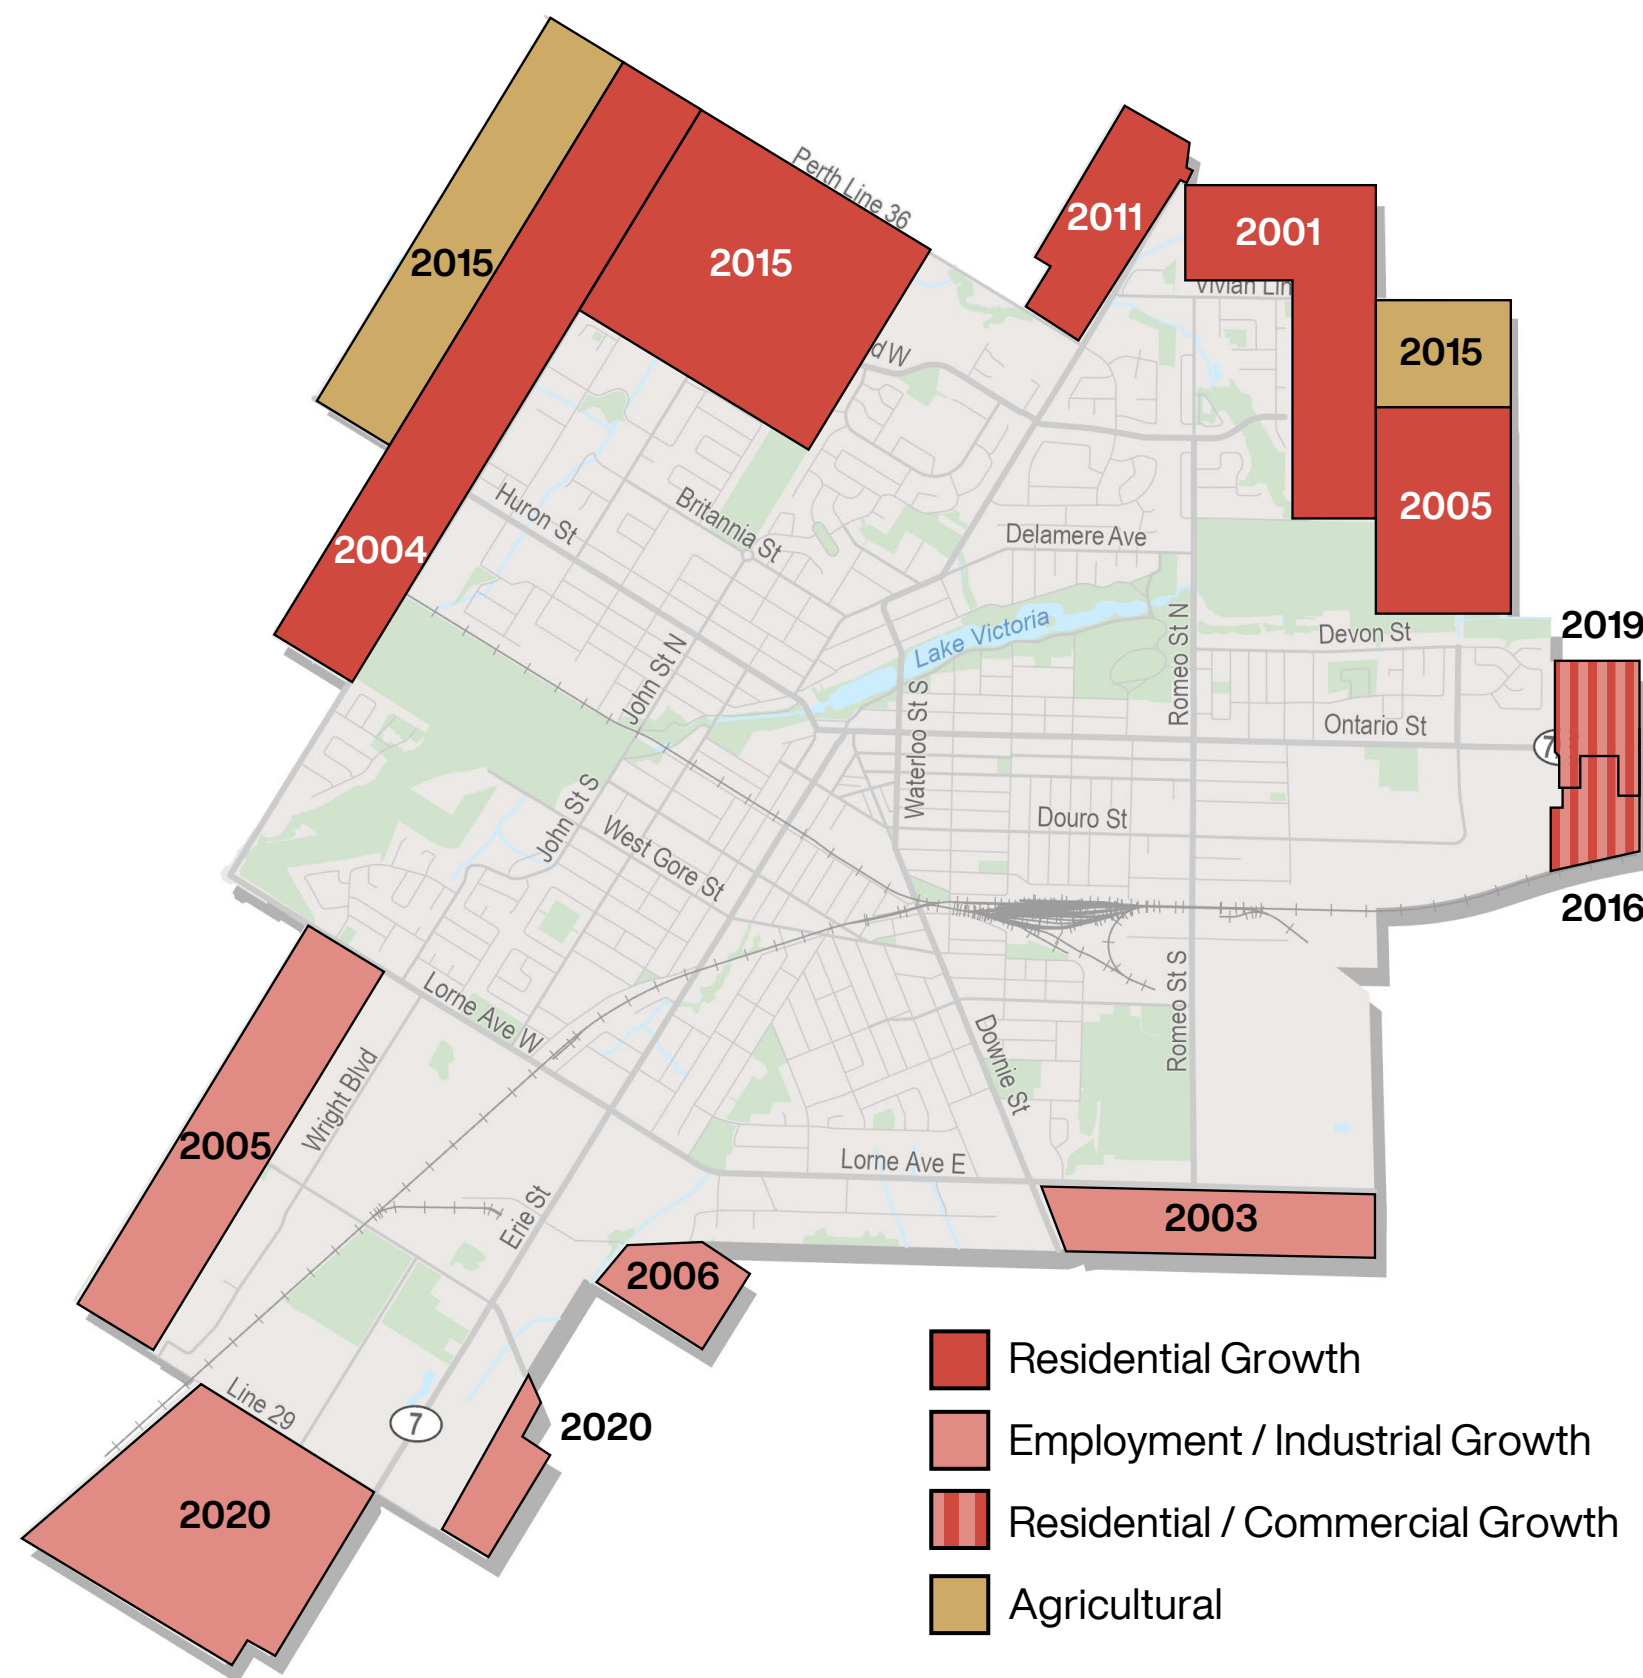 Perth Line 36
2011
2001
2015
2015
Vivian Lin
2015
d W
2005
Huron St
Britannia St
Delamere Ave
2004
2019
Devon St
Lake Victoria
Romeo St N
John St N
Waterloo St S
Ontario St
7
John St S
West Gore St
Douro St
2016
Lorne Ave W
Romeo St S
Downie St
Wright Blvd
2005
Lorne Ave E
Erie St
2003
2006
Line 29
7
2020
2020
Residential Growth
Employment / Industrial Growth
Residential / Commercial Growth
Agricultural